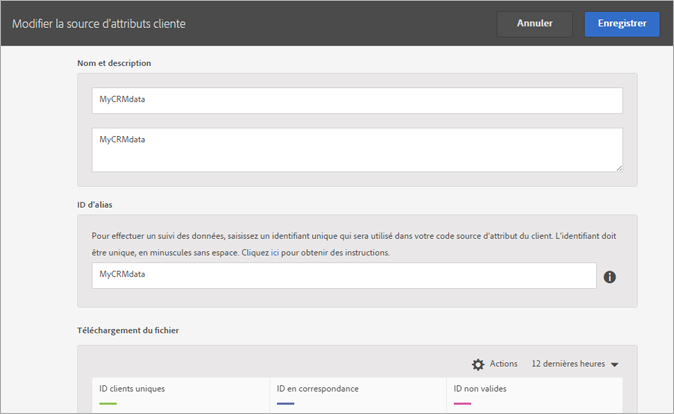 Modifier la source d'attributs cliente
Annuler
Enregistrer
Nom et description
MyCRMdata
MyCRMdata
ID d'alias
Pour effectuer un suivi des données, saisissez un identifiant unique qui sera utilisé dans votre code source d'attribut du client. L'identifiant doit
être unique, en minuscules sans espace. Cliquez ici pour obtenir des instructions.
MyCRMdata
Téléchargement du fichier
Actions
12 dernières heures
ID clients uniques
ID en correspondance
ID non valides